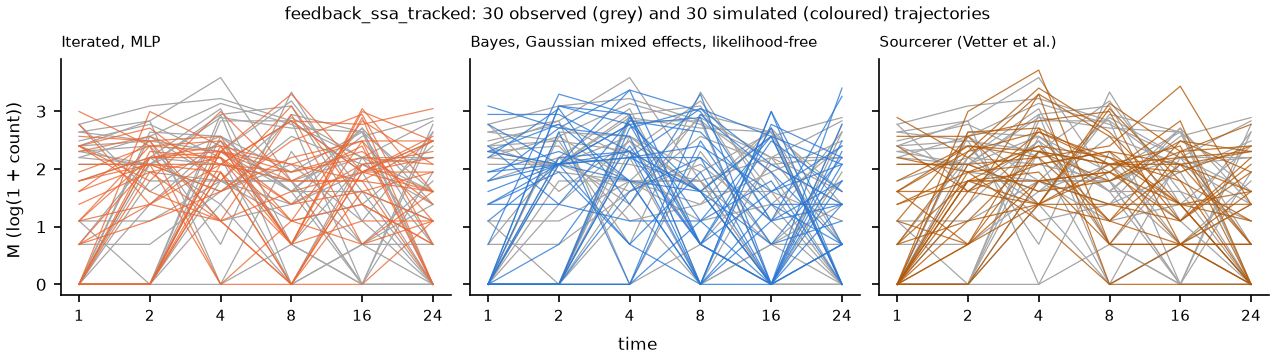 feedback_ssa_tracked: 30 observed (grey) and 30 simulated (coloured) trajectories
Iterated, MLP
Bayes, Gaussian mixed effects, likelihood-free
Sourcerer (Vetter et al.)
M (log(1 + count))
3
2
1
0
1 2 4 8 16 24
1 2 4 8 16 24
1 2 4 8 16 24
time